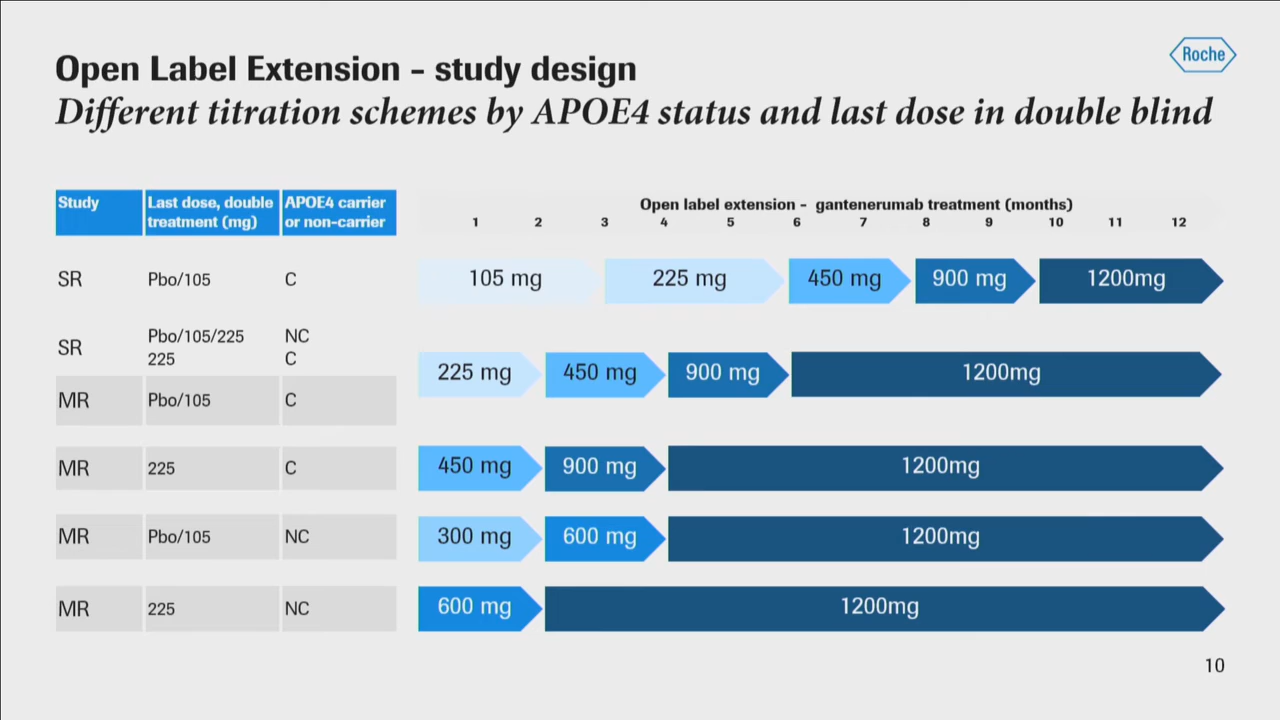 Roche
Open Label Extension – study design
Different titration schemes by APOE4 status and last dose in double blind
Study
Last dose, double
treatment (mg)
APOE4 carrier
or non-carrier
Open label extension – gantenerumab treatment (months)
1 2 3 4 5 6 7 8 9 10 11 12
SR Pbo/105 C 105 mg 225 mg 450 mg 900 mg 1200mg
SR
Pbo/105/225 NC
225 C
225 mg 450 mg 900 mg 1200mg
MR Pbo/105 C
MR 225 C 450 mg 900 mg 1200mg
MR Pbo/105 NC 300 mg 600 mg 1200mg
MR 225 NC 600 mg 1200mg
10